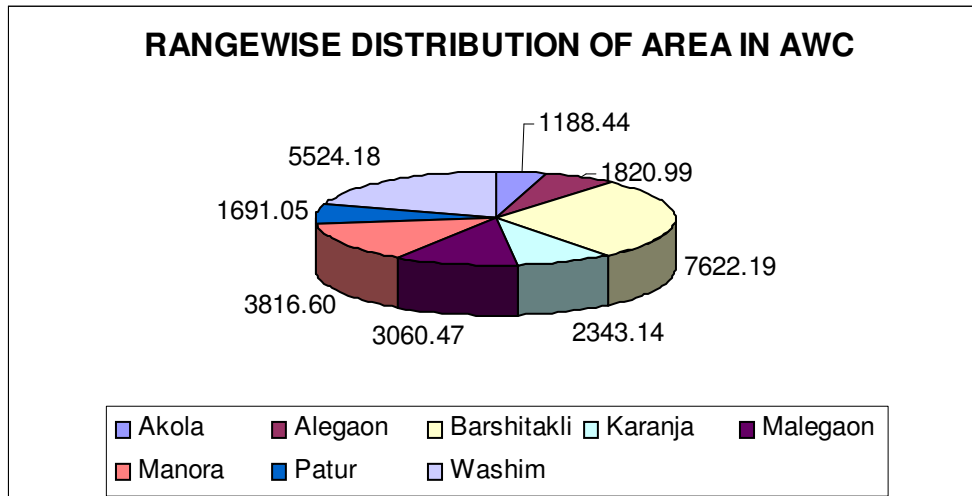 RANGEWISE DISTRIBUTION OF AREA IN AWC
1188.44
5524.18
1820.99
1691.05
7622.19
3816.60
3060.47
2343.14
Akola Alegaon Barshitakli Karanja Malegaon
Manora Patur Washim